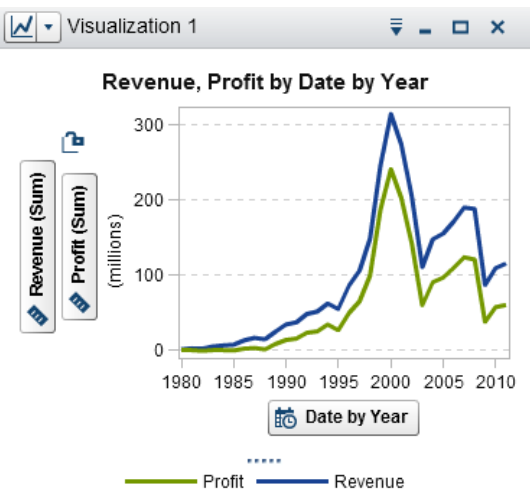 Visualization 1
Revenue, Profit by Date by Year
Revenue (Sum)
Profit (Sum)
(millions)
300
200
100
0
1980 1985 1990 1995 2000 2005 2010
Date by Year
Profit Revenue